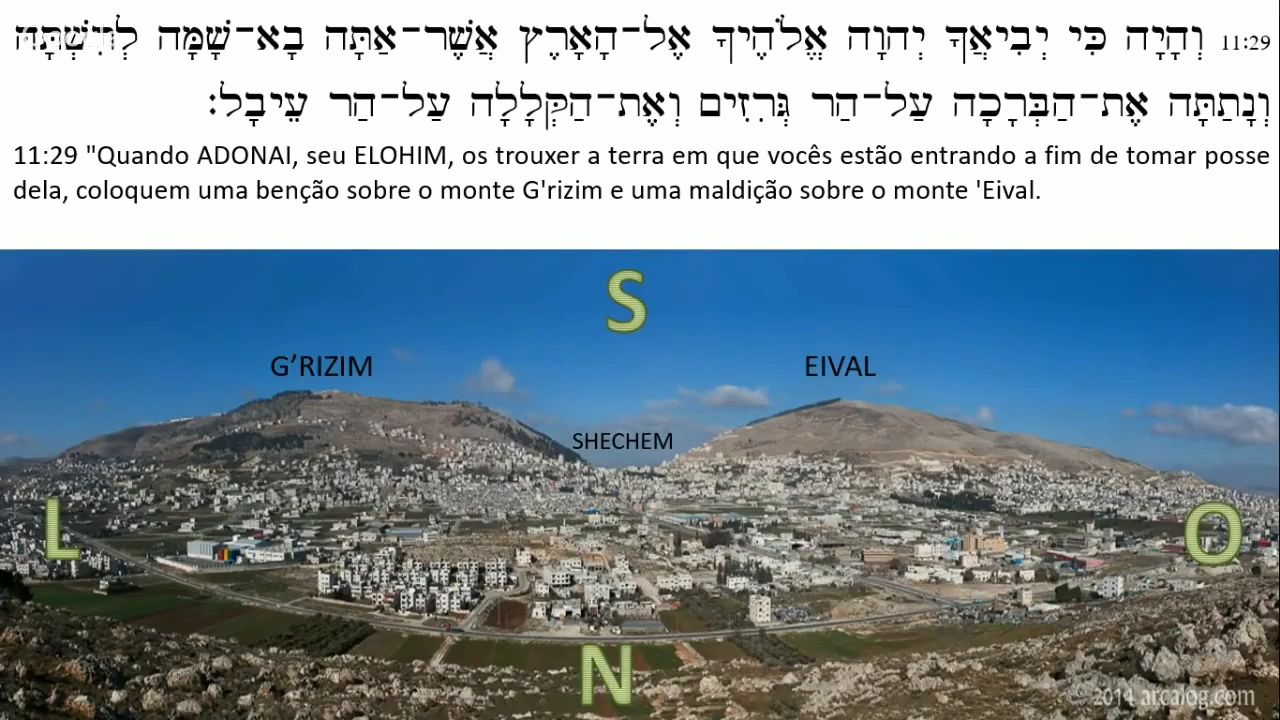 11:29 וְהָיָה כִּי יְבִיאֲךָ יְהוָה אֱלֹהֶיךָ אֶל־הָאָרֶץ אֲשֶׁר־אַתָּה בָא־שָׁמָּה לְרִשְׁתָּהּ
וְנָתַתָּה אֶת־הַבְּרָכָה עַל־הַר גְּרִזִים וְאֶת־הַקְּלָלָה עַל־הַר עֵיבָל׃
11:29 "Quando ADONAI, seu ELOHIM, os trouxer a terra em que vocês estão entrando a fim de tomar posse
dela, coloquem uma benção sobre o monte G'rizim e uma maldição sobre o monte 'Eival.
S
G’RIZIM
EIVAL
SHECHEM
L
O
N
©2014 arcalog.com